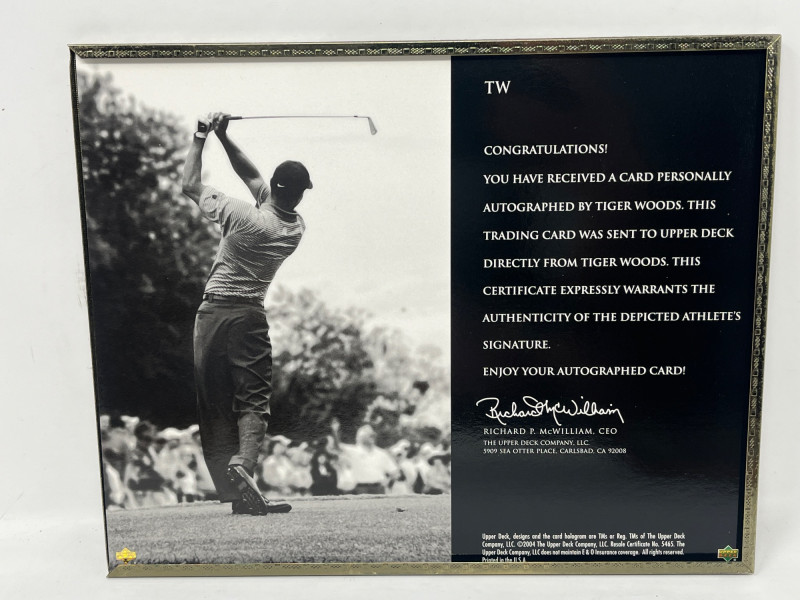 TW
CONGRATULATIONS!
YOU HAVE RECEIVED A CARD PERSONALLY
AUTOGRAPHED BY TIGER WOODS. THIS
TRADING CARD WAS SENT TO UPPER DECK
DIRECTLY FROM TIGER WOODS. THIS
CERTIFICATE EXPRESSLY WARRANTS THE
AUTHENTICITY OF THE DEPICTED ATHLETE'S
SIGNATURE.
ENJOY YOUR AUTOGRAPHED CARD!
Richard McWilliam
RICHARD P. McWILLIAM, CEO
THE UPPER DECK COMPANY, LLC.
5909 SEA OTTER PLACE, CARLSBAD, CA 92008
Upper Deck, designs and the card hologram are TMs or Reg. TMs of The Upper Deck
Company, LLC. ©2004 The Upper Deck Company, LLC. Resale Certificate No. 5465. The
Upper Deck Company, LLC does not maintain E & O Insurance coverage. All rights reserved.
Printed in the U.S.A.